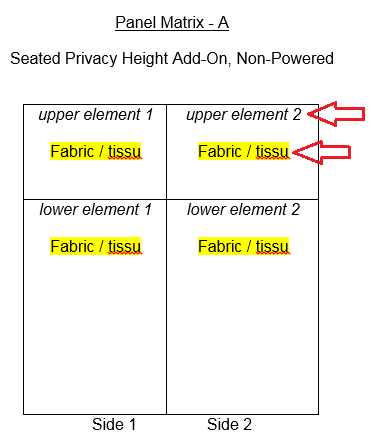 Panel Matrix - A
Seated Privacy Height Add-On, Non-Powered
upper element 1 upper element 2
Fabric / tissu Fabric / tissu
lower element 1 lower element 2
Fabric / tissu Fabric / tissu
Side 1 Side 2